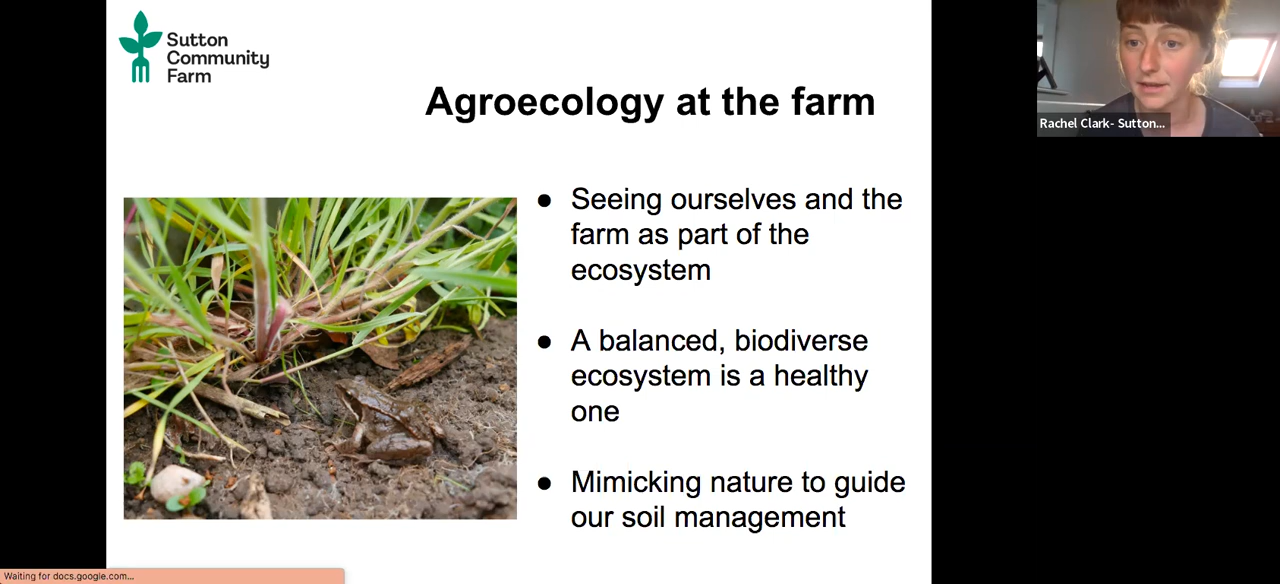 Sutton
Community
Farm
Agroecology at the farm
● Seeing ourselves and the
farm as part of the
ecosystem
● A balanced, biodiverse
ecosystem is a healthy
one
● Mimicking nature to guide
our soil management
Rachel Clark- Sutton...
Waiting for docs.google.com...